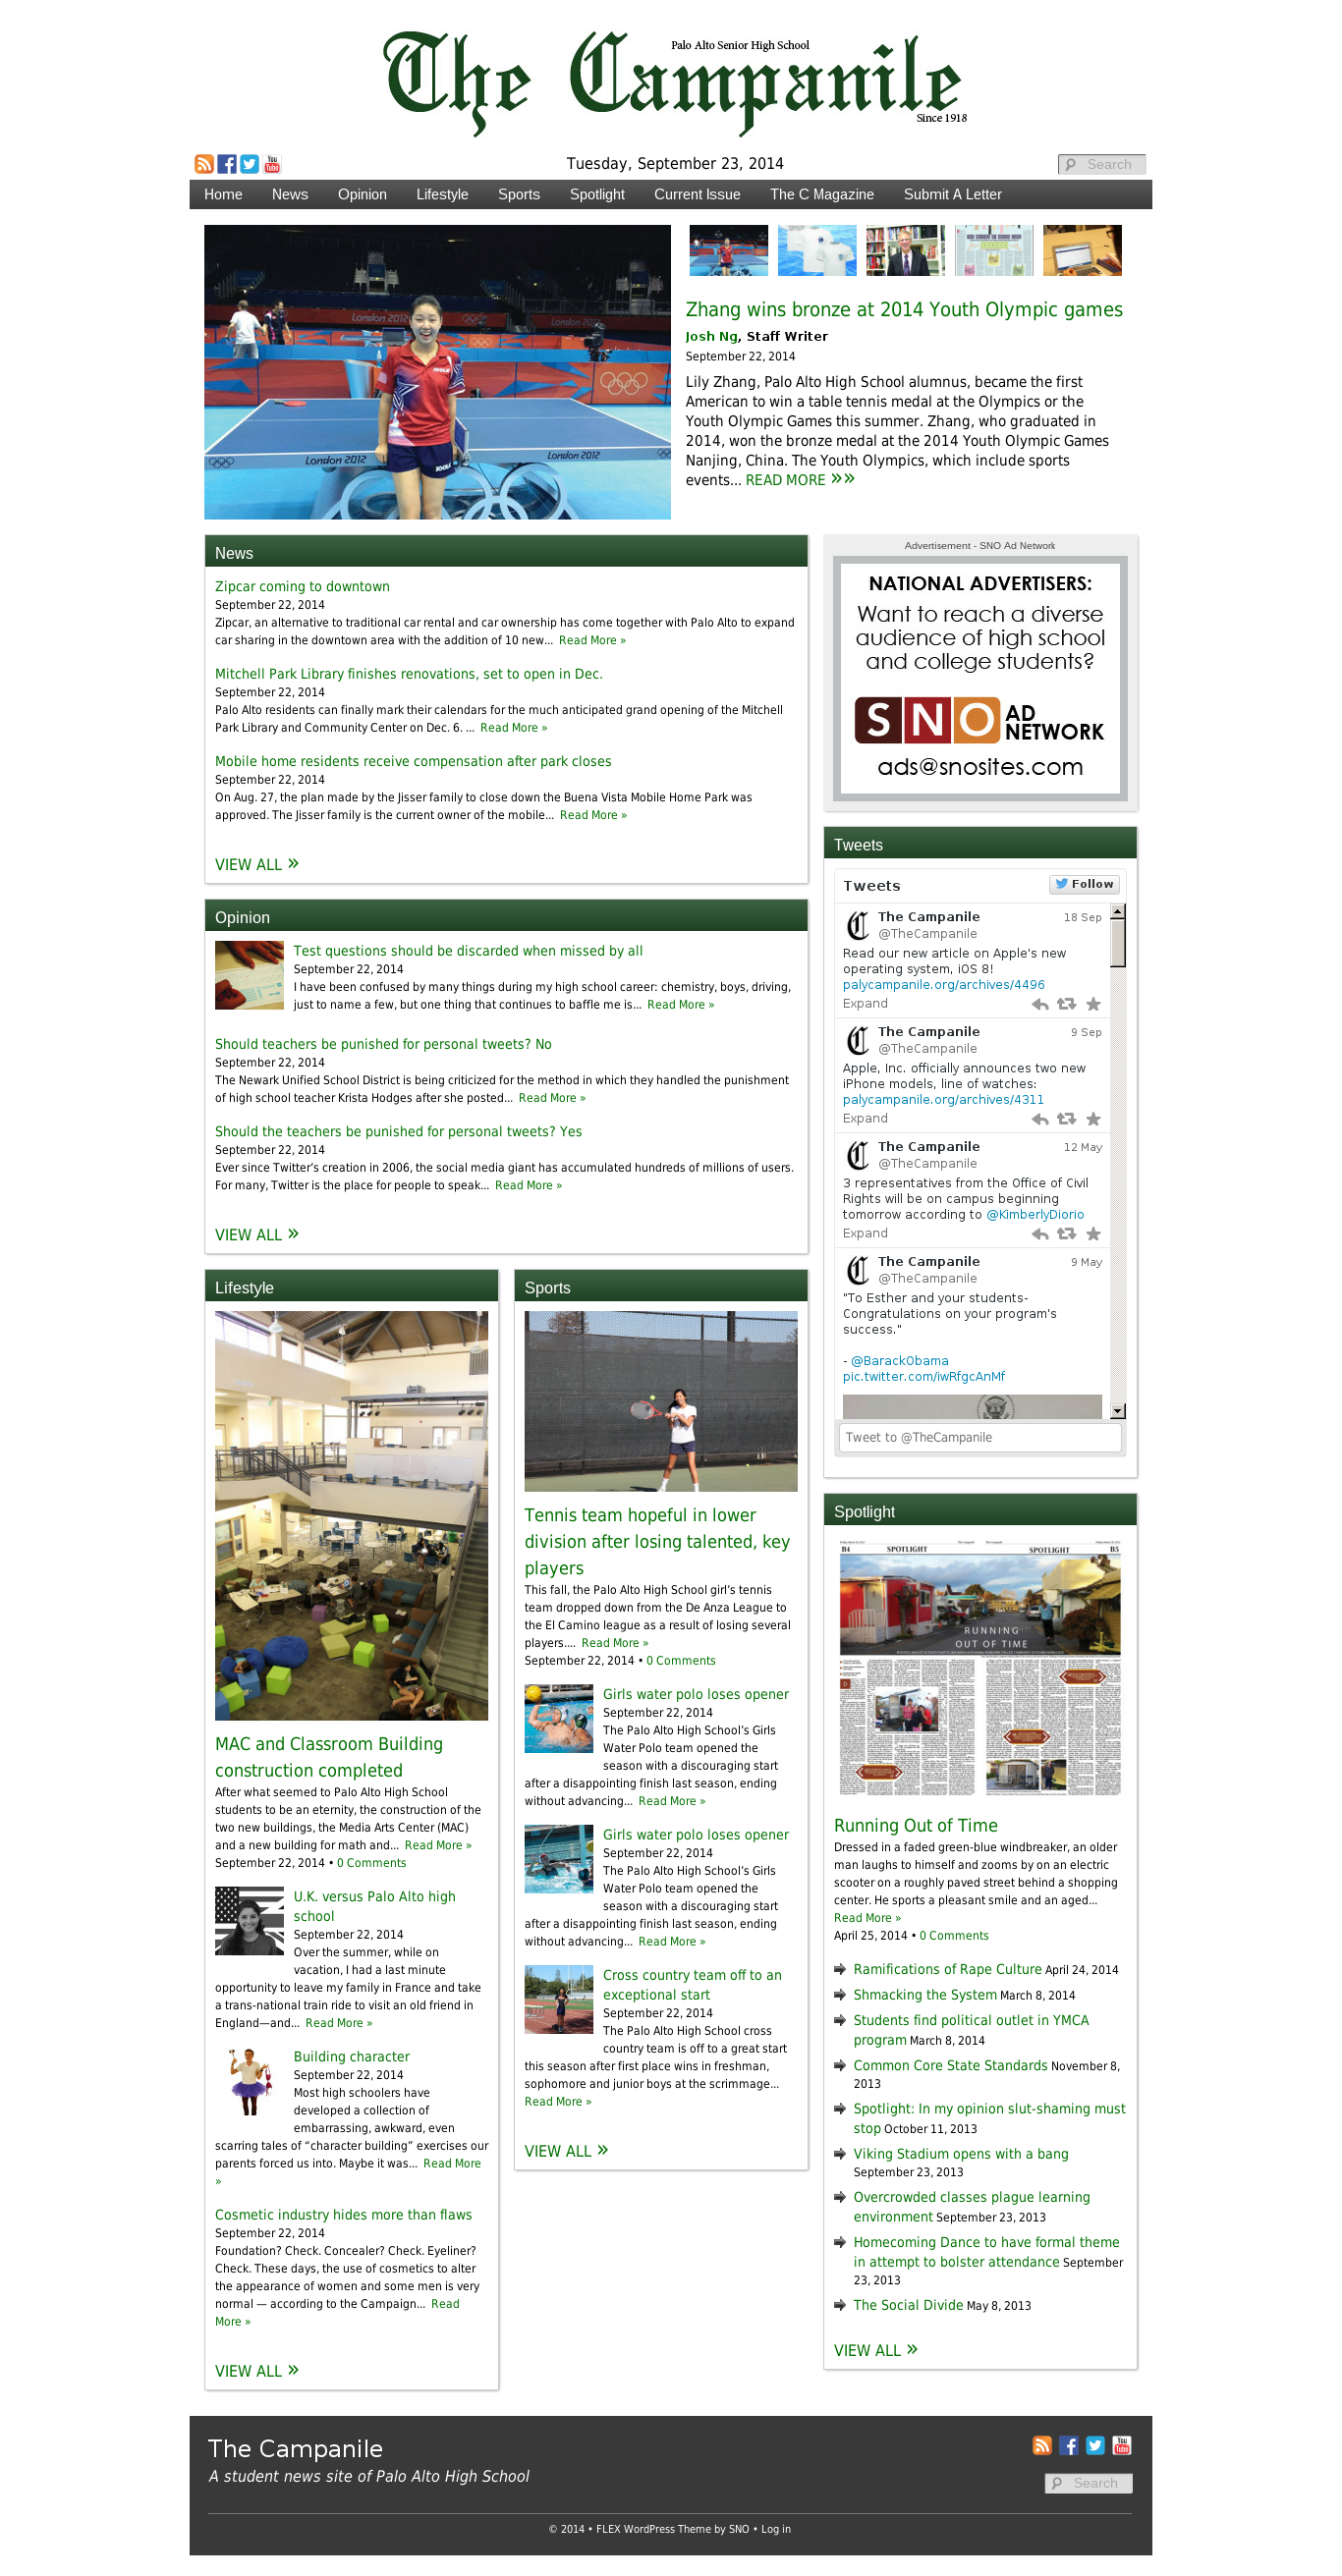 The Campanile
Palo Alto Senior High School
Since 1918
Tuesday, September 23, 2014
Search
Home News Opinion Lifestyle Sports Spotlight Current Issue The C Magazine Submit A Letter
Zhang wins bronze at 2014 Youth Olympic games
Josh Ng, Staff Writer
September 22, 2014
Lily Zhang, Palo Alto High School alumnus, became the first
American to win a table tennis medal at the Olympics or the
Youth Olympic Games this summer. Zhang, who graduated in
2014, won the bronze medal at the 2014 Youth Olympic Games
Nanjing, China. The Youth Olympics, which include sports
events... READ MORE »»
News
Zipcar coming to downtown
September 22, 2014
Zipcar, an alternative to traditional car rental and car ownership has come together with Palo Alto to expand
car sharing in the downtown area with the addition of 10 new... Read More »
Mitchell Park Library finishes renovations, set to open in Dec.
September 22, 2014
Palo Alto residents can finally mark their calendars for the much anticipated grand opening of the Mitchell
Park Library and Community Center on Dec. 6. ... Read More »
Mobile home residents receive compensation after park closes
September 22, 2014
On Aug. 27, the plan made by the Jisser family to close down the Buena Vista Mobile Home Park was
approved. The Jisser family is the current owner of the mobile... Read More »
VIEW ALL »
Opinion
Test questions should be discarded when missed by all
September 22, 2014
I have been confused by many things during my high school career: chemistry, boys, driving,
just to name a few, but one thing that continues to baffle me is... Read More »
Should teachers be punished for personal tweets? No
September 22, 2014
The Newark Unified School District is being criticized for the method in which they handled the punishment
of high school teacher Krista Hodges after she posted... Read More »
Should the teachers be punished for personal tweets? Yes
September 22, 2014
Ever since Twitter's creation in 2006, the social media giant has accumulated hundreds of millions of users.
For many, Twitter is the place for people to speak... Read More »
VIEW ALL »
Lifestyle
MAC and Classroom Building
construction completed
After what seemed to Palo Alto High School
students to be an eternity, the construction of the
two new buildings, the Media Arts Center (MAC)
and a new building for math and... Read More »
September 22, 2014 • 0 Comments
U.K. versus Palo Alto high
school
September 22, 2014
Over the summer, while on
vacation, I had a last minute
opportunity to leave my family in France and take
a trans-national train ride to visit an old friend in
England—and... Read More »
Building character
September 22, 2014
Most high schoolers have
developed a collection of
embarrassing, awkward, even
scarring tales of “character building” exercises our
parents forced us into. Maybe it was... Read More
»
Cosmetic industry hides more than flaws
September 22, 2014
Foundation? Check. Concealer? Check. Eyeliner?
Check. These days, the use of cosmetics to alter
the appearance of women and some men is very
normal — according to the Campaign... Read
More »
VIEW ALL »
Sports
Tennis team hopeful in lower
division after losing talented, key
players
This fall, the Palo Alto High School girl’s tennis
team dropped down from the De Anza League to
the El Camino league as a result of losing several
players.... Read More »
September 22, 2014 • 0 Comments
Girls water polo loses opener
September 22, 2014
The Palo Alto High School’s Girls
Water Polo team opened the
season with a discouraging start
after a disappointing finish last season, ending
without advancing... Read More »
Girls water polo loses opener
September 22, 2014
The Palo Alto High School’s Girls
Water Polo team opened the
season with a discouraging start
after a disappointing finish last season, ending
without advancing... Read More »
Cross country team off to an
exceptional start
September 22, 2014
The Palo Alto High School cross
country team is off to a great start
this season after first place wins in freshman,
sophomore and junior boys at the scrimmage...
Read More »
VIEW ALL »
Advertisement - SNO Ad Network
NATIONAL ADVERTISERS:
Want to reach a diverse
audience of high school
and college students?
SNO AD NETWORK
ads@snosites.com
Tweets
Tweets
Follow
The Campanile 18 Sep
@TheCampanile
Read our new article on Apple's new
operating system, iOS 8!
palycampanile.org/archives/4496
Expand
The Campanile 9 Sep
@TheCampanile
Apple, Inc. officially announces two new
iPhone models, line of watches:
palycampanile.org/archives/4311
Expand
The Campanile 12 May
@TheCampanile
3 representatives from the Office of Civil
Rights will be on campus beginning
tomorrow according to @KimberlyDiorio
Expand
The Campanile 9 May
@TheCampanile
"To Esther and your students-
Congratulations on your program's
success."
- @BarackObama
pic.twitter.com/iwRfgcAnMf
Tweet to @TheCampanile
Spotlight
B4 SPOTLIGHT SPOTLIGHT B5
RUNNING
OUT OF TIME
Running Out of Time
Dressed in a faded green-blue windbreaker, an older
man laughs to himself and zooms by on an electric
scooter on a roughly paved street behind a shopping
center. He sports a pleasant smile and an aged...
Read More »
April 25, 2014 • 0 Comments
Ramifications of Rape Culture April 24, 2014
Shmacking the System March 8, 2014
Students find political outlet in YMCA
program March 8, 2014
Common Core State Standards November 8,
2013
Spotlight: In my opinion slut-shaming must
stop October 11, 2013
Viking Stadium opens with a bang
September 23, 2013
Overcrowded classes plague learning
environment September 23, 2013
Homecoming Dance to have formal theme
in attempt to bolster attendance September
23, 2013
The Social Divide May 8, 2013
VIEW ALL »
The Campanile
A student news site of Palo Alto High School
Search
© 2014 • FLEX WordPress Theme by SNO • Log in